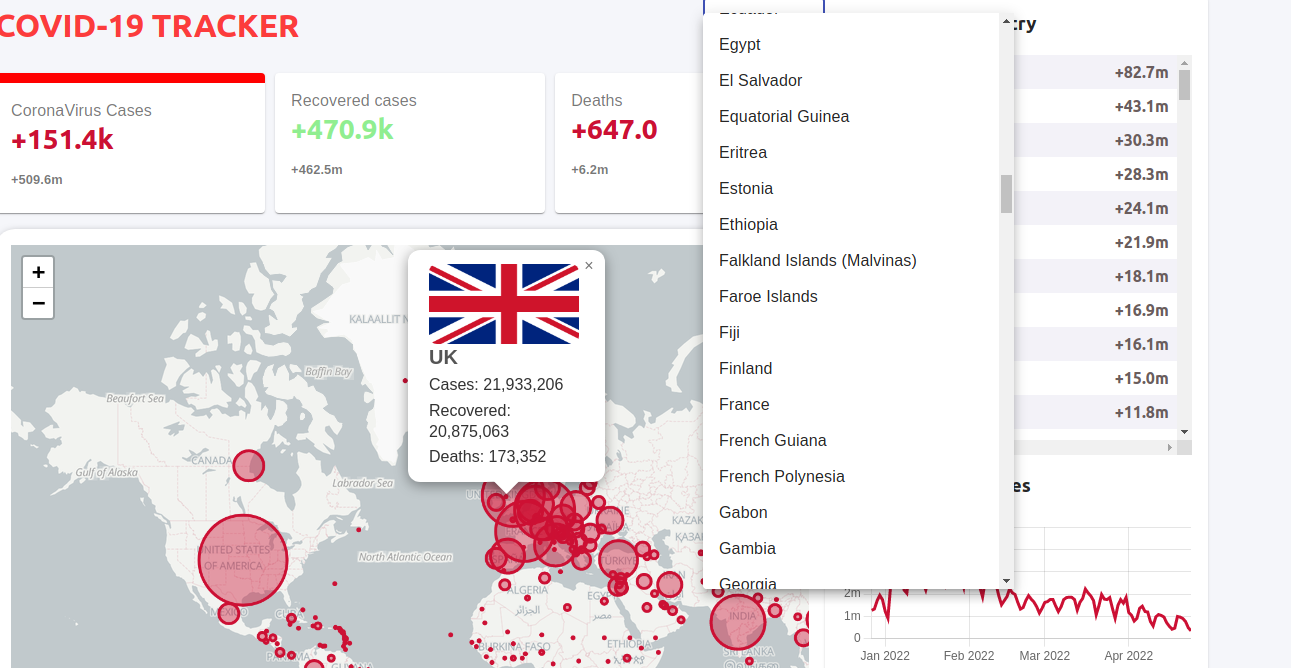 COVID-19 TRACKER
CoronaVirus Cases
+151.4k
+509.6m
Recovered cases
+470.9k
+462.5m
Deaths
+647.0
+6.2m
+
−
×
UK
Cases: 21,933,206
Recovered:
20,875,063
Deaths: 173,352
KALAALLIT N
Baffin Bay
Beaufort Sea
CANADA
Gulf of Alaska
Labrador Sea
UNITED STATES
OF AMERICA
North Atlantic Ocean
MÉXICO
PANAMÁ
ALGERIA
الجزائر
BURKINA FASO
TÜRKIYE
ETHIOPIA
INDIA
SRI LANKA
Egypt
El Salvador
Equatorial Guinea
Eritrea
Estonia
Ethiopia
Falkland Islands (Malvinas)
Faroe Islands
Fiji
Finland
France
French Guiana
French Polynesia
Gabon
Gambia
Georgia
ry
+82.7m
+43.1m
+30.3m
+28.3m
+24.1m
+21.9m
+18.1m
+16.9m
+16.1m
+15.0m
+11.8m
es
2m
1m
0
Jan 2022
Feb 2022
Mar 2022
Apr 2022